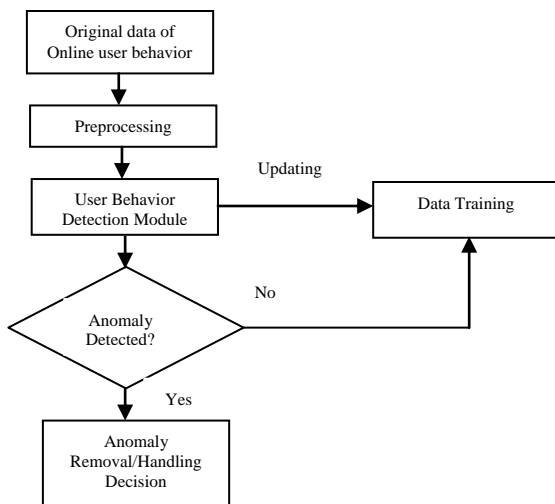 Original data of
Online user behavior
Preprocessing
Updating
User Behavior
Detection Module
Data Training
No
Anomaly
Detected?
Yes
Anomaly
Removal/Handling
Decision